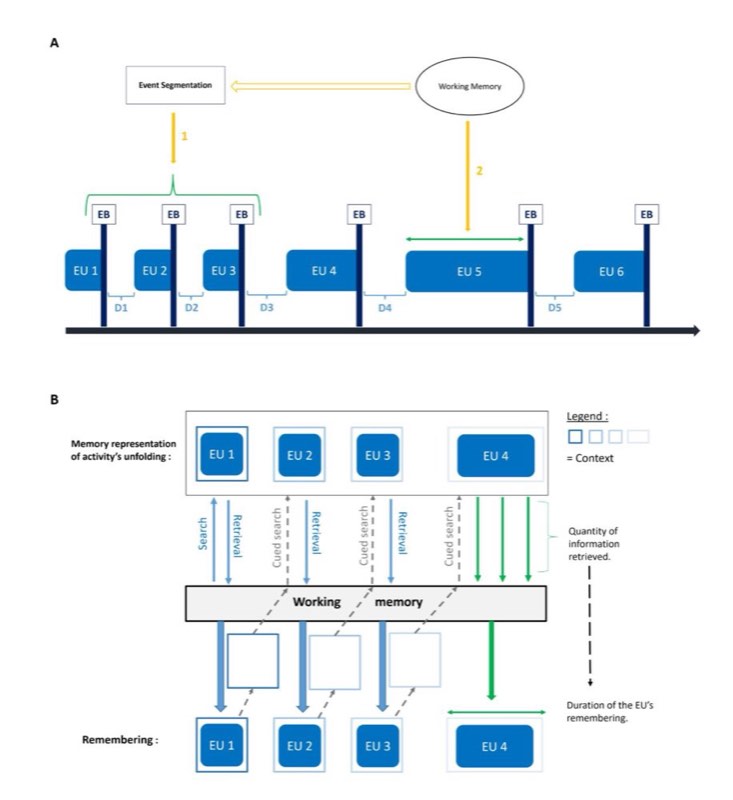 A
Event Segmentation
Working Memory
1
2
EB
EB
EB
EB
EB
EB
EU 1
EU 2
EU 3
EU 4
EU 5
EU 6
D1
D2
D3
D4
D5
B
Memory representation
of activity's unfolding :
EU 1
EU 2
EU 3
EU 4
Legend :
= Context
Search
Retrieval
Cued search
Retrieval
Cued search
Retrieval
Cued search
Quantity of
information
retrieved.
Working memory
Duration of the EU's
remembering.
Remembering :
EU 1
EU 2
EU 3
EU 4